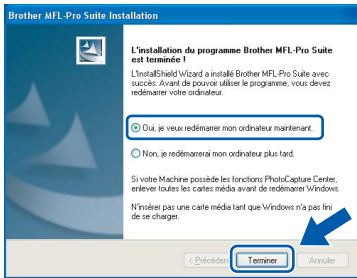 Brother MFL-Pro Suite Installation
L'installation du programme Brother MFL-Pro Suite
est terminée !
L'InstallShield Wizard a installé Brother MFL-Pro Suite avec
succès. Avant de pouvoir utiliser le programme, vous devez
redémarrer votre ordinateur.
Oui, je veux redémarrer mon ordinateur maintenant.
Non, je redémarrerai mon ordinateur plus tard.
Si votre Machine possède les fonctions PhotoCapture Center,
enlever toutes les cartes média avant de redémarrer Windows.
N'insérer pas une carte média tant que Windows n'a pas fini
de se charger.
< Précédent Terminer Annuler